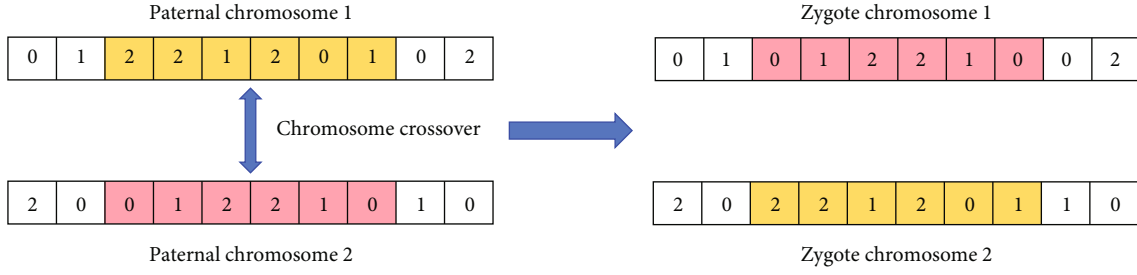 Paternal chromosome 1
0 1 2 2 1 2 0 1 0 2
Chromosome crossover
2 0 0 1 2 2 1 0 1 0
Paternal chromosome 2
Zygote chromosome 1
0 1 0 1 2 2 1 0 0 2
2 0 2 2 1 2 0 1 1 0
Zygote chromosome 2